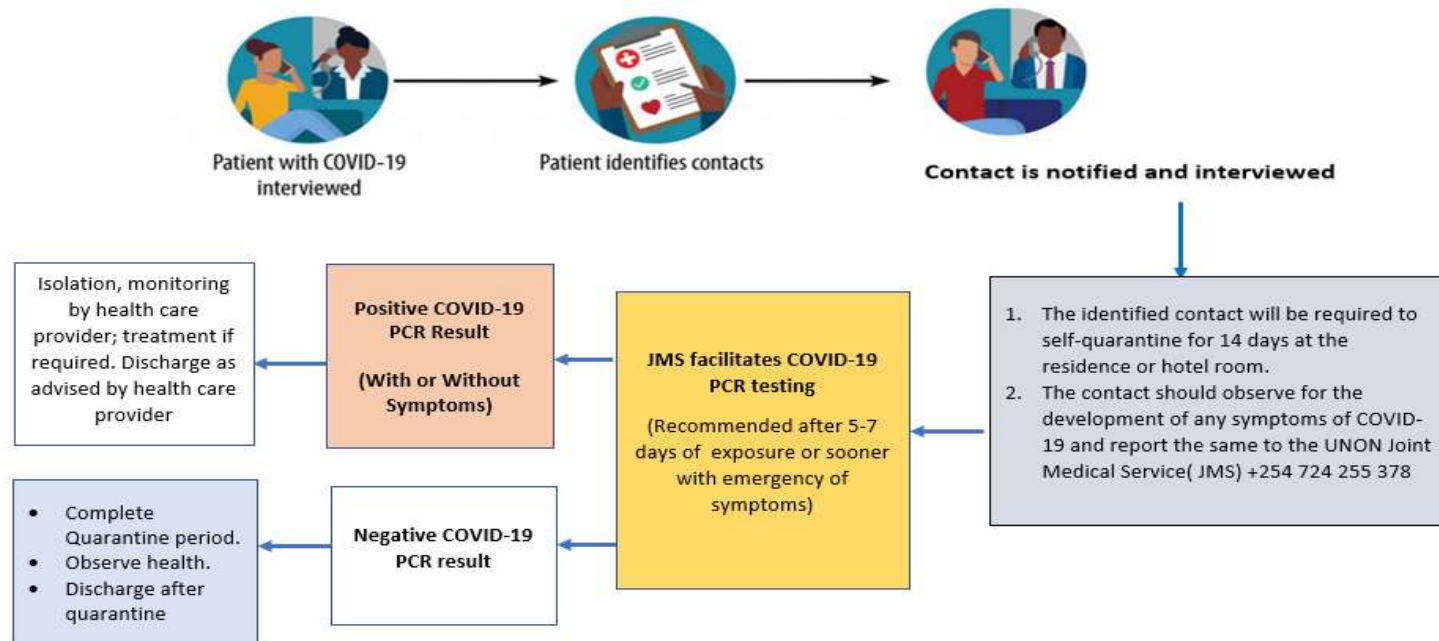 Patient with COVID-19
interviewed
Patient identifies contacts
Contact is notified and interviewed
1. The identified contact will be required to
self-quarantine for 14 days at the
residence or hotel room.
2. The contact should observe for the
development of any symptoms of COVID-
19 and report the same to the UNON Joint
Medical Service( JMS) +254 724 255 378
JMS facilitates COVID-19
PCR testing
(Recommended after 5-7
days of exposure or sooner
with emergency of
symptoms)
Positive COVID-19
PCR Result
(With or Without
Symptoms)
Isolation, monitoring
by health care
provider; treatment if
required. Discharge as
advised by health care
provider
Negative COVID-19
PCR result
• Complete
Quarantine period.
• Observe health.
• Discharge after
quarantine